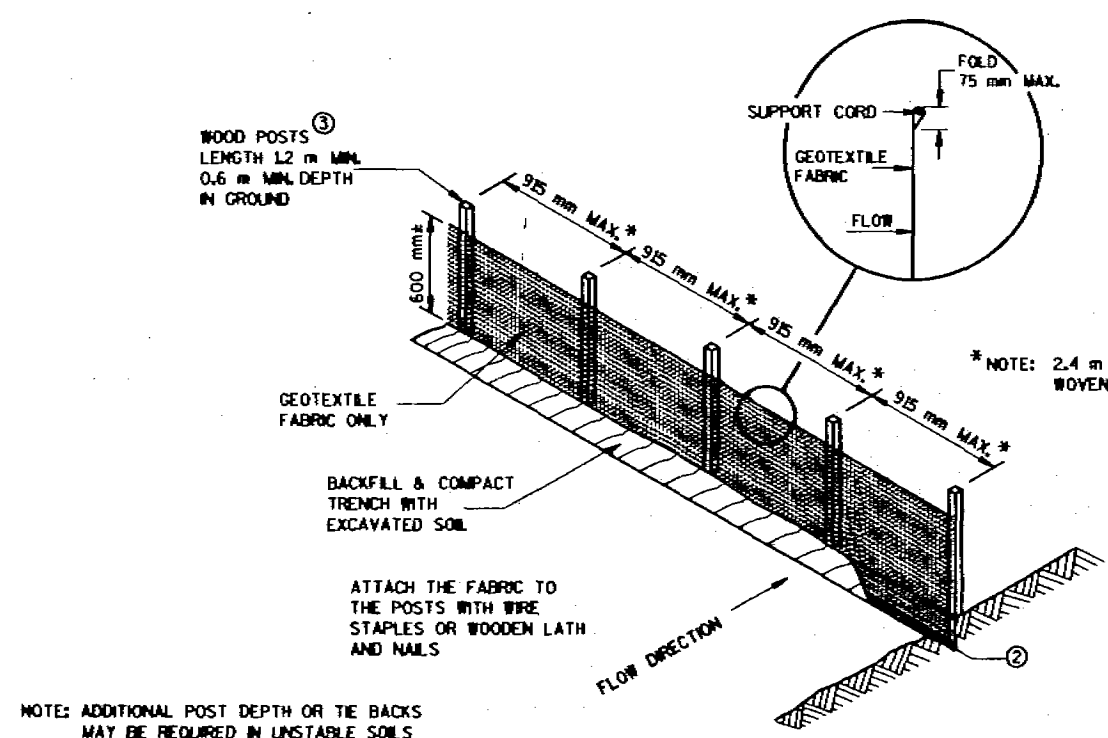 FOLD
75 mm MAX.
SUPPORT CORD
GEOTEXTILE
FABRIC
FLOW
WOOD POSTS ③
LENGTH 1.2 m MIN.
0.6 m MIN. DEPTH
IN GROUND
915 mm MAX. *
915 mm MAX. *
915 mm MAX. *
915 mm MAX. *
600 mm±
* NOTE: 2.4 m
WOVEN
GEOTEXTILE
FABRIC ONLY
BACKFILL & COMPACT
TRENCH WITH
EXCAVATED SOIL
ATTACH THE FABRIC TO
THE POSTS WITH WIRE
STAPLES OR WOODEN LATH
AND NAILS
FLOW DIRECTION
②
NOTE: ADDITIONAL POST DEPTH OR TIE BACKS
MAY BE REQUIRED IN UNSTABLE SOILS